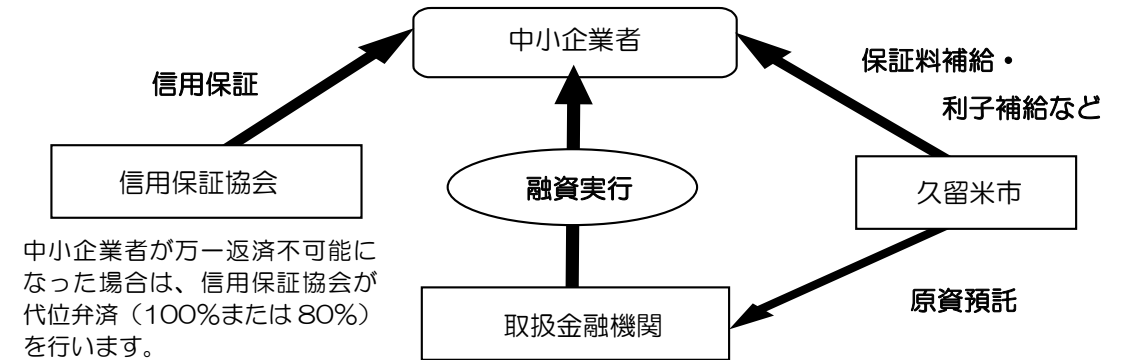 中小企業者
保証料補給・
利子補給など
信用保証
信用保証協会
融資実行
久留米市
中小企業者が万一返済不可能に
なった場合は、信用保証協会が
代位弁済（100%または80%）
を行います。
原資預託
取扱金融機関